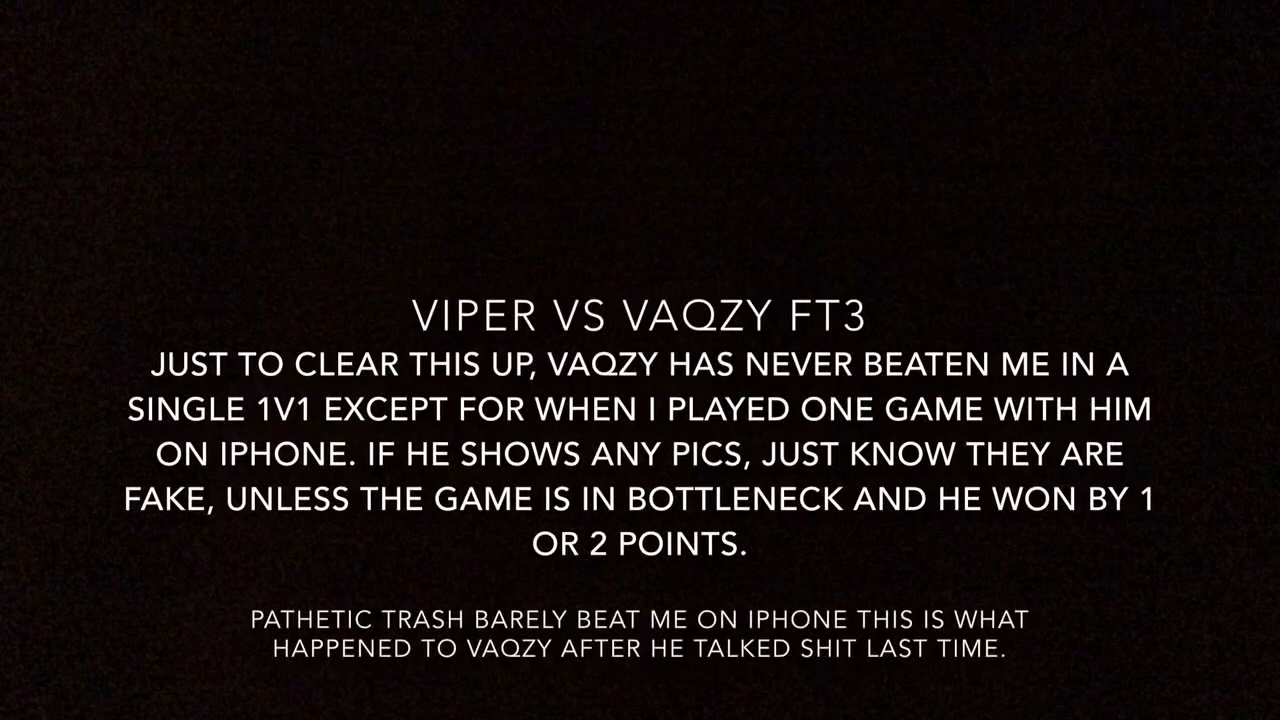 VIPER VS VAQZY FT3
JUST TO CLEAR THIS UP, VAQZY HAS NEVER BEATEN ME IN A
SINGLE 1V1 EXCEPT FOR WHEN I PLAYED ONE GAME WITH HIM
ON IPHONE. IF HE SHOWS ANY PICS, JUST KNOW THEY ARE
FAKE, UNLESS THE GAME IS IN BOTTLENECK AND HE WON BY 1
OR 2 POINTS.
PATHETIC TRASH BARELY BEAT ME ON IPHONE THIS IS WHAT
HAPPENED TO VAQZY AFTER HE TALKED SHIT LAST TIME.